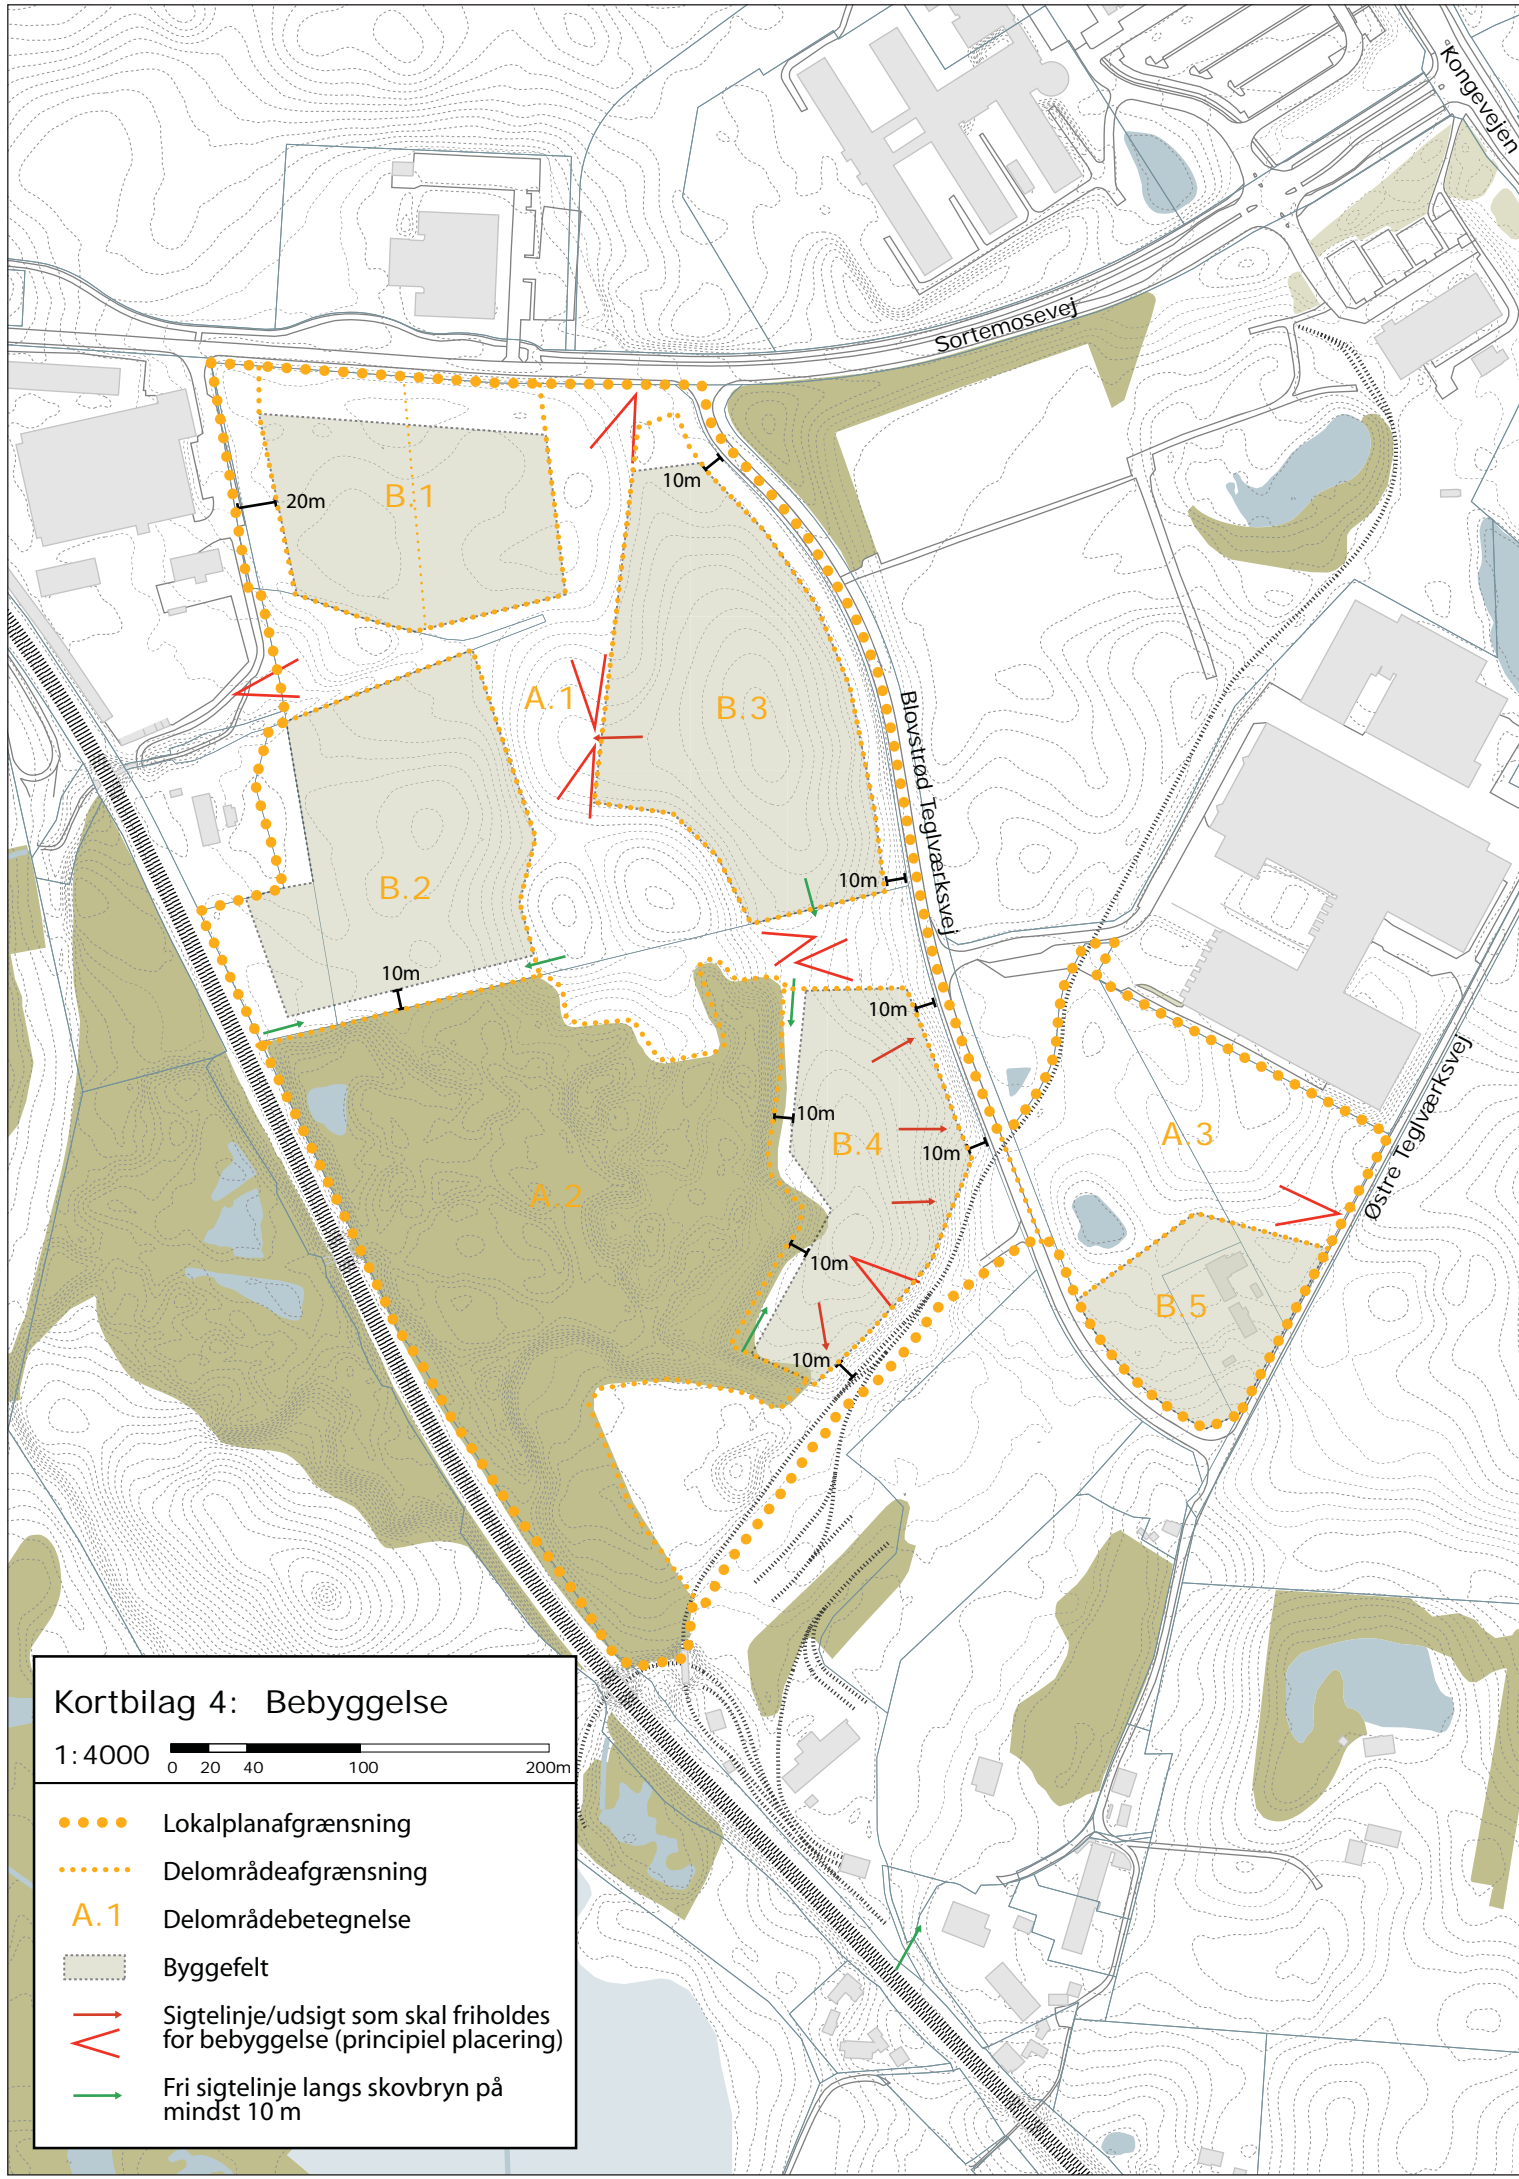 Kongevejen
Sortemosevej
10m
B.1
20m
A.1
B.3
Blovstrød Teglværksvej
B.2
10m
10m
10m
Østre Teglværksvej
10m
A.3
B.4
10m
A.2
10m
B.5
10m
Kortbilag 4: Bebyggelse
1:4000
0 20 40 100 200m
Lokalplanafgrænsning
Delområdeafgrænsning
A.1 Delområdebetegnelse
Byggefelt
Sigtelinje/udsigt som skal friholdes
for bebyggelse (principiel placering)
Fri sigtelinje langs skovbryn på
mindst 10 m